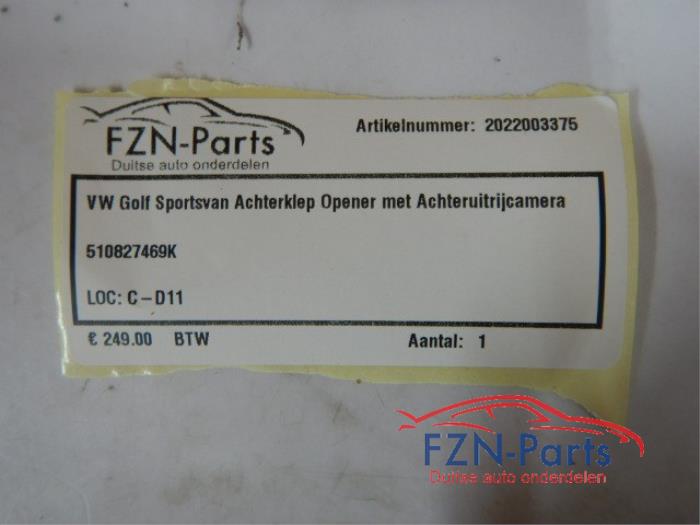 FZN-Parts
Duitse auto onderdelen
Artikelnummer: 2022003375
VW Golf Sportsvan Achterklep Opener met Achteruitrijcamera
510827469K
LOC: C-D11
€ 249.00 BTW
Aantal: 1
FZN-Parts
Duitse auto onderdelen